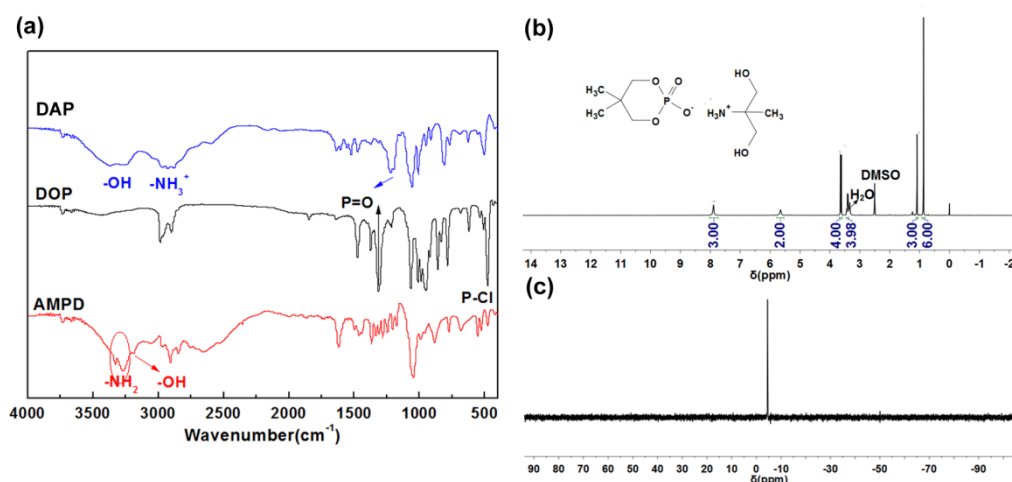 (a)
DAP
-OH
-NH3+
DOP
P=O
P-Cl
AMPD
-NH2
-OH
4000 3500 3000 2500 2000 1500 1000 500
Wavenumber(cm-1)
(b)
H3C
H3C
O
O
P
O
O-
HO
H3N+
CH3
HO
DMSO
H2O
3.00
2.00
4.00
3.98
3.00
6.00
14 13 12 11 10 9 8 7 6 5 4 3 2 1 0 -1 -2
δ(ppm)
(c)
90 80 70 60 50 40 30 20 10 0 -10 -30 -50 -70 -90
δ(ppm)